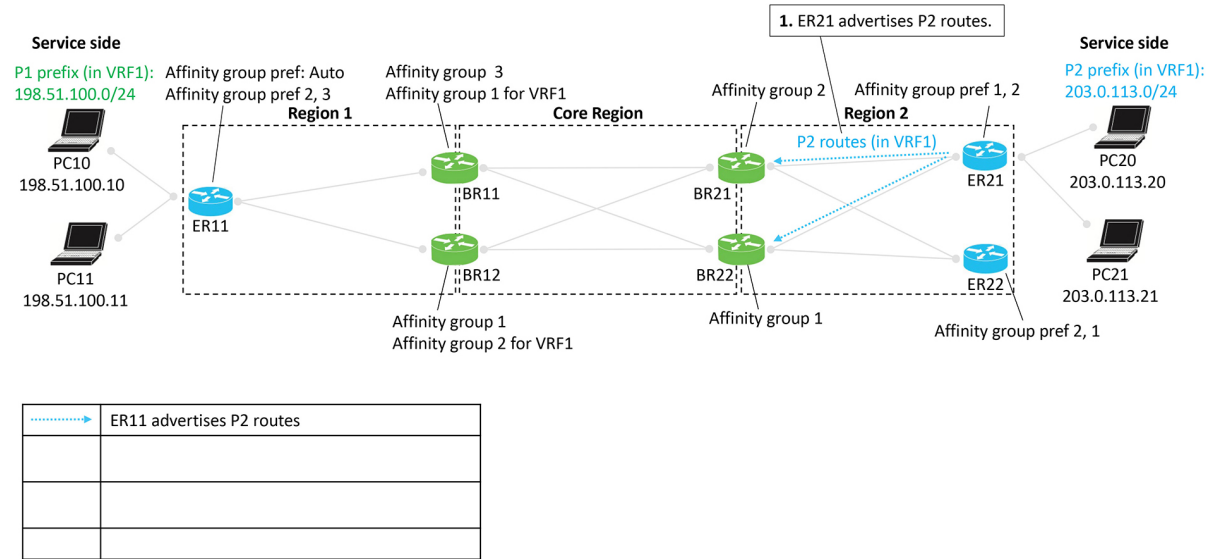 1. ER21 advertises P2 routes.
Service side
P1 prefix (in VRF1):
198.51.100.0/24
Affinity group pref: Auto
Affinity group pref 2, 3
Affinity group  3
Affinity group 1 for VRF1
Affinity group 2
Affinity group pref 1, 2
Service side
P2 prefix (in VRF1):
203.0.113.0/24
Region 1
Core Region
Region 2
P2 routes (in VRF1)
PC10
198.51.100.10
PC11
198.51.100.11
ER11
BR11
BR12
BR21
BR22
ER21
ER22
PC20
203.0.113.20
PC21
203.0.113.21
Affinity group 1
Affinity group 2 for VRF1
Affinity group 1
Affinity group pref 2, 1
ER11 advertises P2 routes